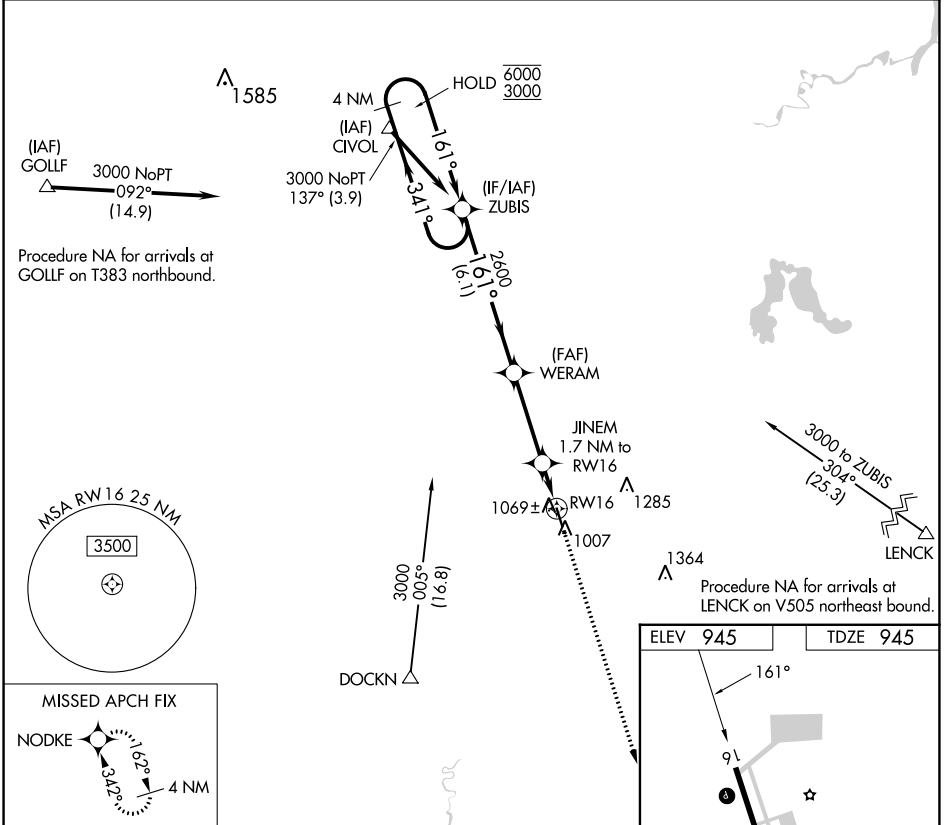 1585
4 NM
HOLD 6000
3000
(IAF)
CIVOL
161°
341°
3000 NoPT
137° (3.9)
(IF/IAF)
ZUBIS
(IAF)
GOLLF
3000 NoPT
092°
(14.9)
Procedure NA for arrivals at
GOLLF on T383 northbound.
2600
161°
(6.1)
(FAF)
WERAM
JINEM
1.7 NM to
RW16
1069±
RW16
1285
1007
1364
3000 to ZUBIS
304°
(25.3)
LENCK
Procedure NA for arrivals at
LENCK on V505 northeast bound.
MSA RW16 25 NM
3500
3000
005°
(16.8)
DOCKN
MISSED APCH FIX
NODKE
162°
342°
4 NM
ELEV 945
TDZE 945
161°
16
P